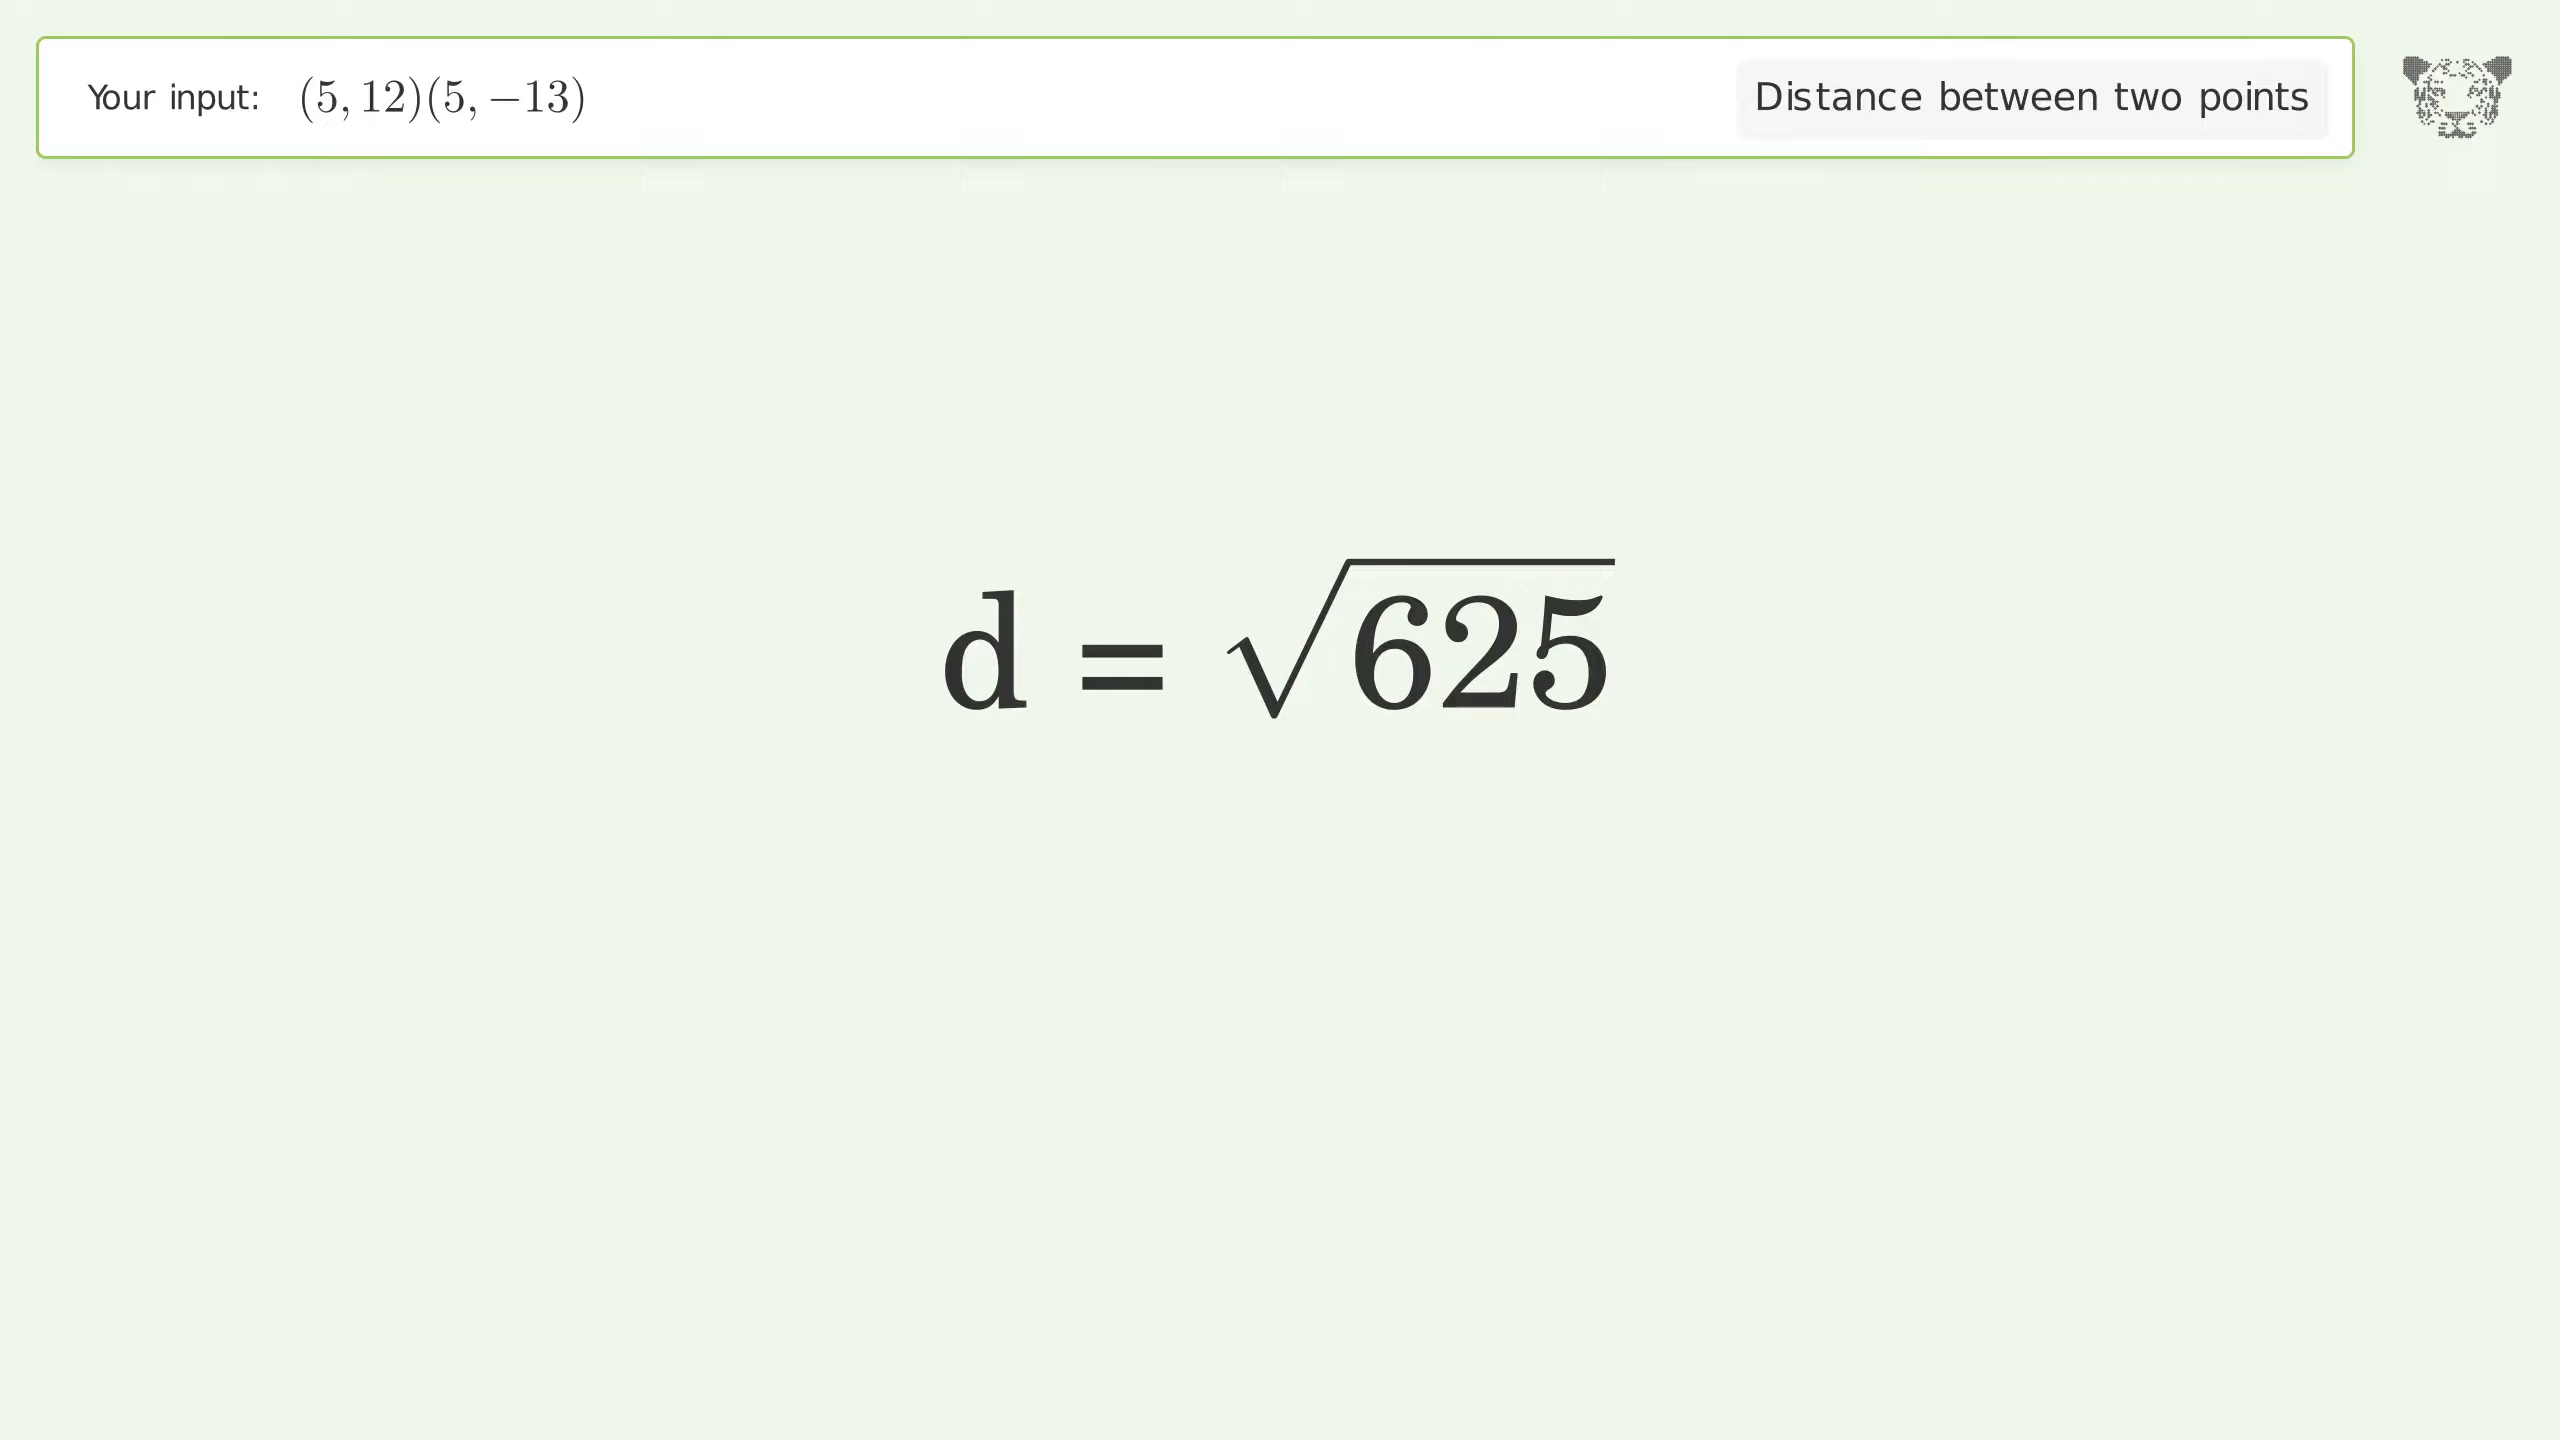 Your input: (5, 12)(5, −13)
Distance between two points
d = √625